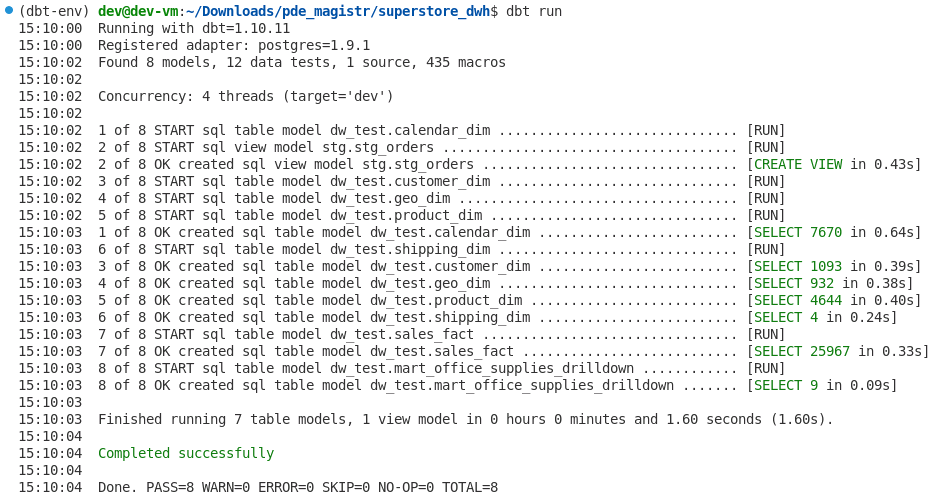 (dbt-env) dev@dev-vm:~/Downloads/pde_magistr/superstore_dwh$ dbt run
15:10:00  Running with dbt=1.10.11
15:10:00  Registered adapter: postgres=1.9.1
15:10:02  Found 8 models, 12 data tests, 1 source, 435 macros
15:10:02
15:10:02  Concurrency: 4 threads (target='dev')
15:10:02
15:10:02  1 of 8 START sql table model dw_test.calendar_dim .............................. [RUN]
15:10:02  2 of 8 START sql view model stg.stg_orders ..................................... [RUN]
15:10:02  2 of 8 OK created sql view model stg.stg_orders ................................ [CREATE VIEW in 0.43s]
15:10:02  3 of 8 START sql table model dw_test.customer_dim .............................. [RUN]
15:10:02  4 of 8 START sql table model dw_test.geo_dim ................................... [RUN]
15:10:02  5 of 8 START sql table model dw_test.product_dim ............................... [RUN]
15:10:03  1 of 8 OK created sql table model dw_test.calendar_dim ......................... [SELECT 7670 in 0.64s]
15:10:03  6 of 8 START sql table model dw_test.shipping_dim .............................. [RUN]
15:10:03  3 of 8 OK created sql table model dw_test.customer_dim ......................... [SELECT 1093 in 0.39s]
15:10:03  4 of 8 OK created sql table model dw_test.geo_dim .............................. [SELECT 932 in 0.38s]
15:10:03  5 of 8 OK created sql table model dw_test.product_dim .......................... [SELECT 4644 in 0.40s]
15:10:03  6 of 8 OK created sql table model dw_test.shipping_dim ......................... [SELECT 4 in 0.24s]
15:10:03  7 of 8 START sql table model dw_test.sales_fact ................................ [RUN]
15:10:03  7 of 8 OK created sql table model dw_test.sales_fact ........................... [SELECT 25967 in 0.33s]
15:10:03  8 of 8 START sql table model dw_test.mart_office_supplies_drilldown ............ [RUN]
15:10:03  8 of 8 OK created sql table model dw_test.mart_office_supplies_drilldown ....... [SELECT 9 in 0.09s]
15:10:03
15:10:03  Finished running 7 table models, 1 view model in 0 hours 0 minutes and 1.60 seconds (1.60s).
15:10:04
15:10:04  Completed successfully
15:10:04
15:10:04  Done. PASS=8 WARN=0 ERROR=0 SKIP=0 NO-OP=0 TOTAL=8